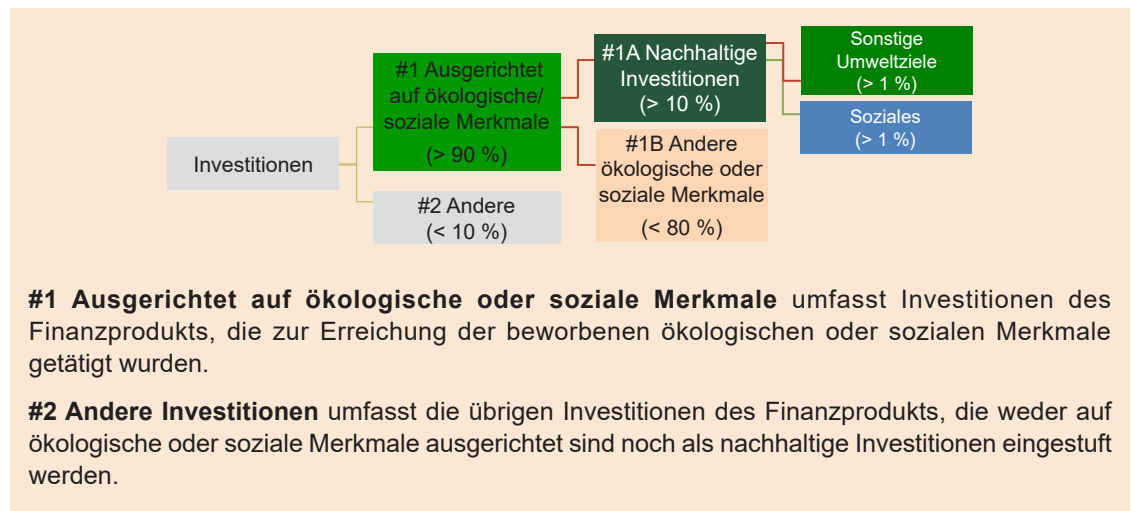 Investitionen
#1 Ausgerichtet
auf ökologische/
soziale Merkmale
(> 90 %)
#2 Andere
(< 10 %)
#1A Nachhaltige
Investitionen
(> 10 %)
#1B Andere
ökologische oder
soziale Merkmale
(< 80 %)
Sonstige
Umweltziele
(> 1 %)
Soziales
(> 1 %)
#1 Ausgerichtet auf ökologische oder soziale Merkmale umfasst Investitionen des
Finanzprodukts, die zur Erreichung der beworbenen ökologischen oder sozialen Merkmale
getätigt wurden.
#2 Andere Investitionen umfasst die übrigen Investitionen des Finanzprodukts, die weder auf
ökologische oder soziale Merkmale ausgerichtet sind noch als nachhaltige Investitionen eingestuft
werden.